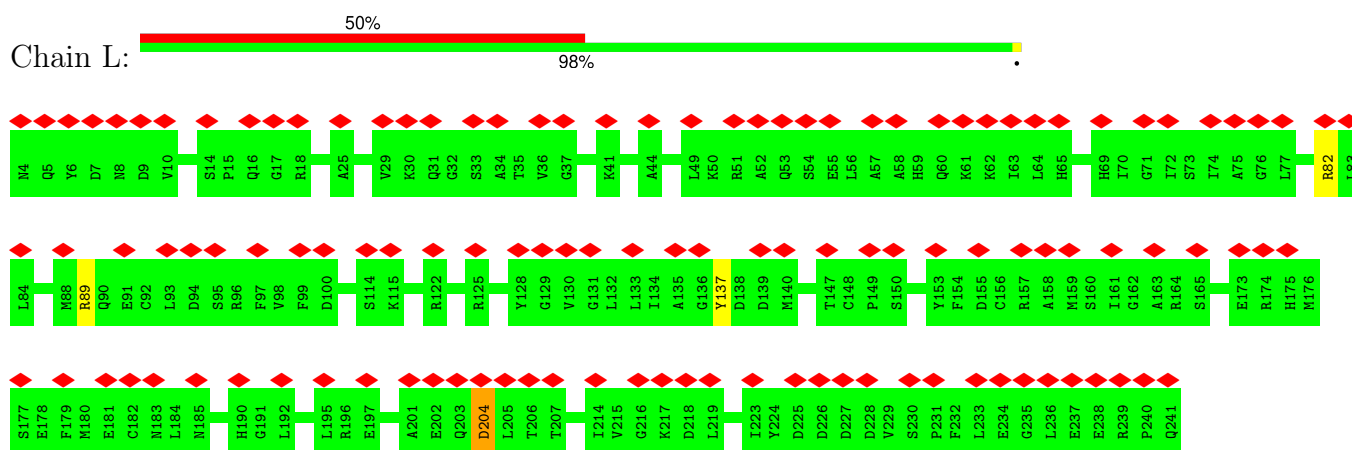 50%
Chain L:
98%
•
N4 Q5 Y6 D7 N8 D9 V10 S14 P15 Q16 G17 R18 A25 V29 K30 Q31 G32 S33 A34 T35 V36 G37 K41 A44 L49 K50 R51 A52 Q53 S54 E55 L56 A57 A58 H59 Q60 K61 K62 I63 L64 H65 H69 I70 G71 I72 S73 I74 A75 G76 L77 R82 L83
L84 M88 R89 Q90 E91 C92 L93 D94 S95 R96 F97 V98 F99 D100 S114 K115 R122 R125 Y128 G129 V130 G131 L132 L133 I134 A135 G136 Y137 D138 D139 M140 T147 C148 P149 S150 Y153 F154 D155 C156 R157 A158 M159 S160 I161 G162 A163 R164 S165 E173 R174 H175 M176
S177 E178 F179 M180 E181 C182 N183 L184 N185 H190 G191 L192 L195 R196 E197 A201 E202 Q203 D204 L205 T206 T207 I214 V215 G216 K217 D218 L219 I223 Y224 D225 D226 D227 D228 V229 S230 P231 F232 L233 E234 G235 L236 E237 E238 R239 P240 Q241